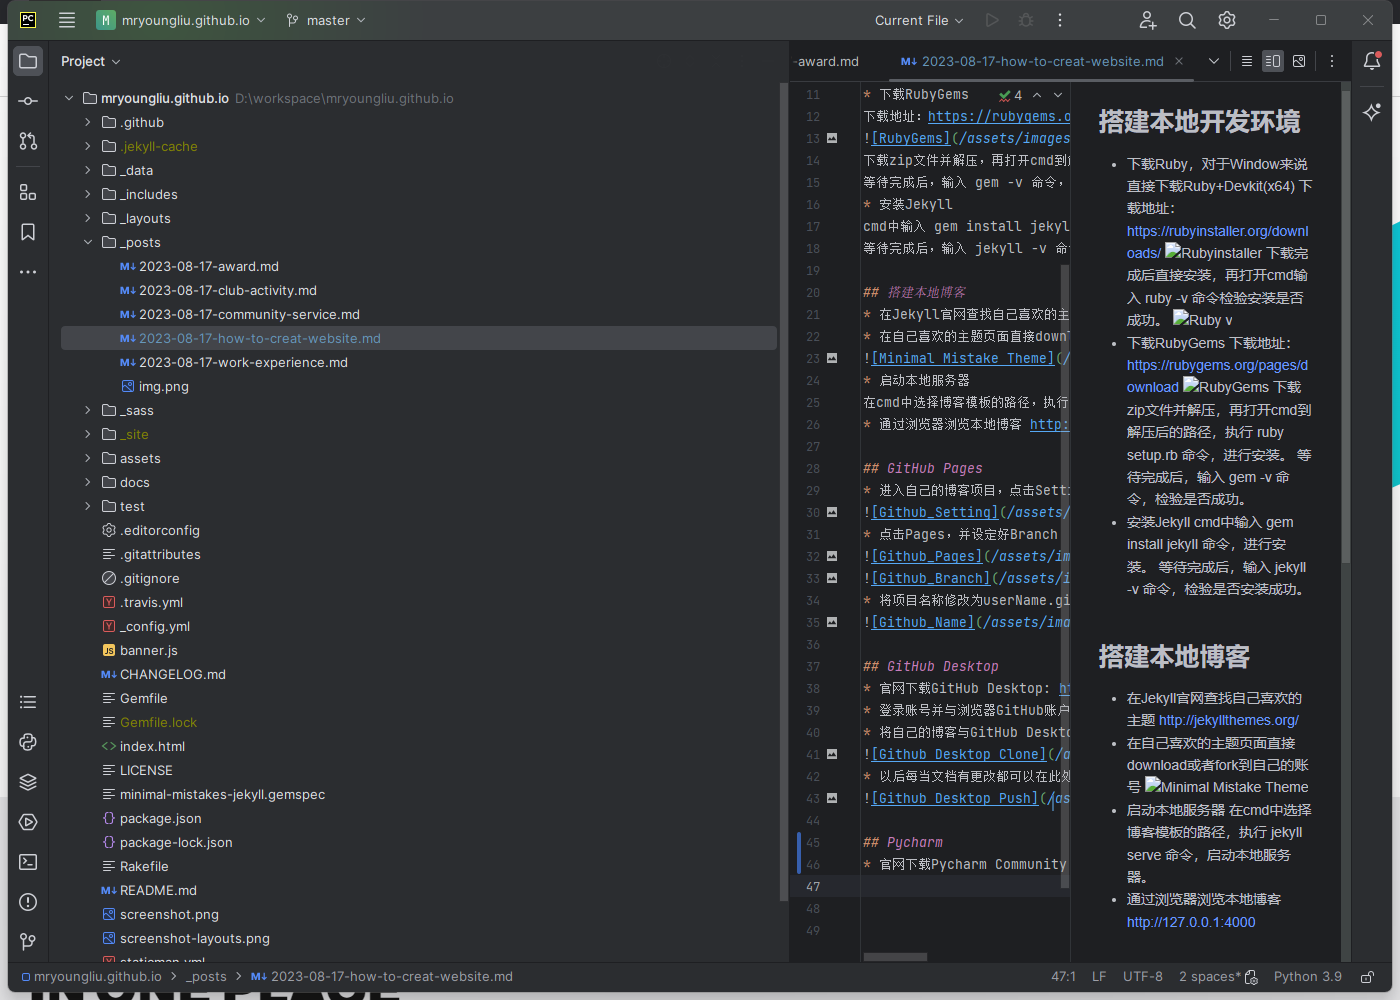 PC
M mryoungliu.github.io
master
Current File
Project
-award.md
2023-08-17-how-to-creat-website.md
mryoungliu.github.io D:\workspace\mryoungliu.github.io
.github
.jekyll-cache
_data
_includes
_layouts
_posts
M↓ 2023-08-17-award.md
M↓ 2023-08-17-club-activity.md
M↓ 2023-08-17-community-service.md
M↓ 2023-08-17-how-to-creat-website.md
M↓ 2023-08-17-work-experience.md
img.png
_sass
_site
assets
docs
test
.editorconfig
.gitattributes
.gitignore
.travis.yml
_config.yml
banner.js
M↓ CHANGELOG.md
Gemfile
Gemfile.lock
index.html
LICENSE
minimal-mistakes-jekyll.gemspec
package.json
package-lock.json
Rakefile
M↓ README.md
screenshot.png
screenshot-layouts.png
staticman.yml
11 * 下载RubyGems 4
12 下载地址：https://rubygems.o
13 ![RubyGems](/assets/images
14 下载zip文件并解压，再打开cmd到
15 等待完成后，输入 gem -v 命令，
16 * 安装Jekyll
17 cmd中输入 gem install jekyl
18 等待完成后，输入 jekyll -v 命
19
20 ## 搭建本地博客
21 * 在Jekyll官网查找自己喜欢的主
22 * 在自己喜欢的主题页面直接down
23 ![Minimal Mistake Theme](/
24 * 启动本地服务器
25 在cmd中选择博客模板的路径，执行
26 * 通过浏览器浏览本地博客 http:
27
28 ## GitHub Pages
29 * 进入自己的博客项目，点击Sett
30 ![Github_Setting](/assets/
31 * 点击Pages，并设定好Branch
32 ![Github_Pages](/assets/im
33 ![Github_Branch](/assets/i
34 * 将项目名称修改为userName.gi
35 ![Github_Name](/assets/ima
36
37 ## GitHub Desktop
38 * 官网下载GitHub Desktop: ht
39 * 登录账号并与浏览器GitHub账户
40 * 将自己的博客与GitHub Deskto
41 ![Github Desktop Clone](/a
42 * 以后每当文档有更改都可以在此处
43 ![Github Desktop Push](/as
44
45 ## Pycharm
46 * 官网下载Pycharm Community
47
48
49
搭建本地开发环境
• 下载Ruby，对于Window来说
直接下载Ruby+Devkit(x64) 下
载地址：
https://rubyinstaller.org/downl
oads/ Rubyinstaller 下载完
成后直接安装，再打开cmd输
入 ruby -v 命令检验安装是否
成功。 Ruby v
• 下载RubyGems 下载地址：
https://rubygems.org/pages/d
ownload RubyGems 下载
zip文件并解压，再打开cmd到
解压后的路径，执行 ruby
setup.rb 命令，进行安装。 等
待完成后，输入 gem -v 命
令，检验是否成功。
• 安装Jekyll cmd中输入 gem
install jekyll 命令，进行安
装。 等待完成后，输入 jekyll
-v 命令，检验是否安装成功。
搭建本地博客
• 在Jekyll官网查找自己喜欢的
主题 http://jekyllthemes.org/
• 在自己喜欢的主题页面直接
download或者fork到自己的账
号 Minimal Mistake Theme
• 启动本地服务器 在cmd中选择
博客模板的路径，执行 jekyll
serve 命令，启动本地服务
器。
• 通过浏览器浏览本地博客
http://127.0.0.1:4000
mryoungliu.github.io > _posts > M↓ 2023-08-17-how-to-creat-website.md
47:1 LF UTF-8 2 spaces* Python 3.9